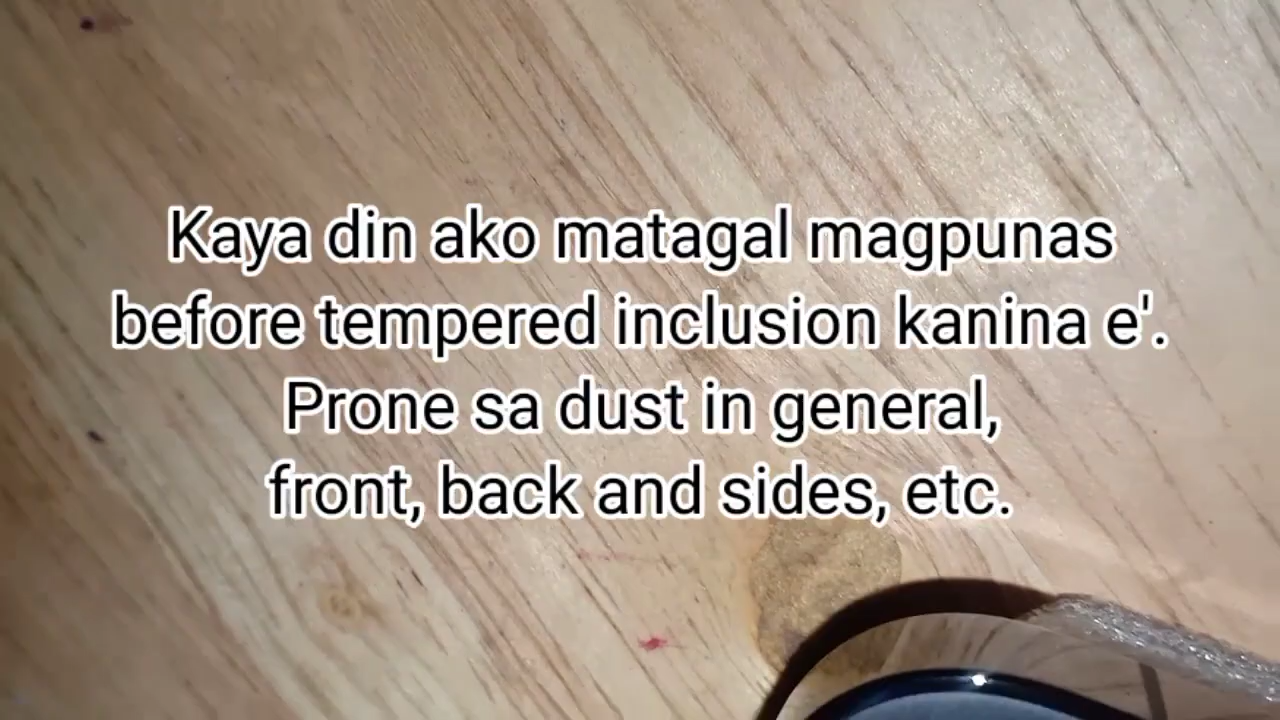 Kaya din ako matagal magpunas
before tempered inclusion kanina e'.
Prone sa dust in general,
front, back and sides, etc.